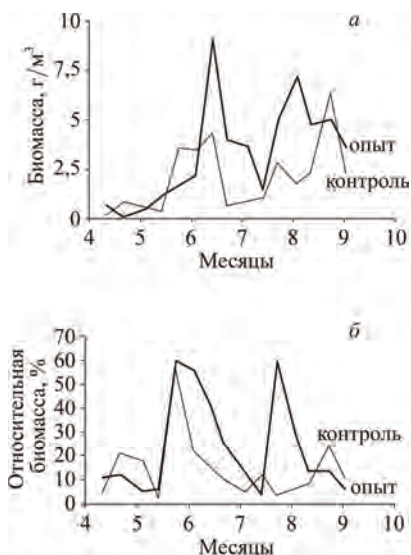 а
10
7.5
5
2.5
0
Биомасса, г/м³
опыт
контроль
4 5 6 7 8 9 10
Месяцы
б
70
60
50
40
30
20
10
0
Относительная
биомасса, %
контроль
опыт
4 5 6 7 8 9 10
Месяцы